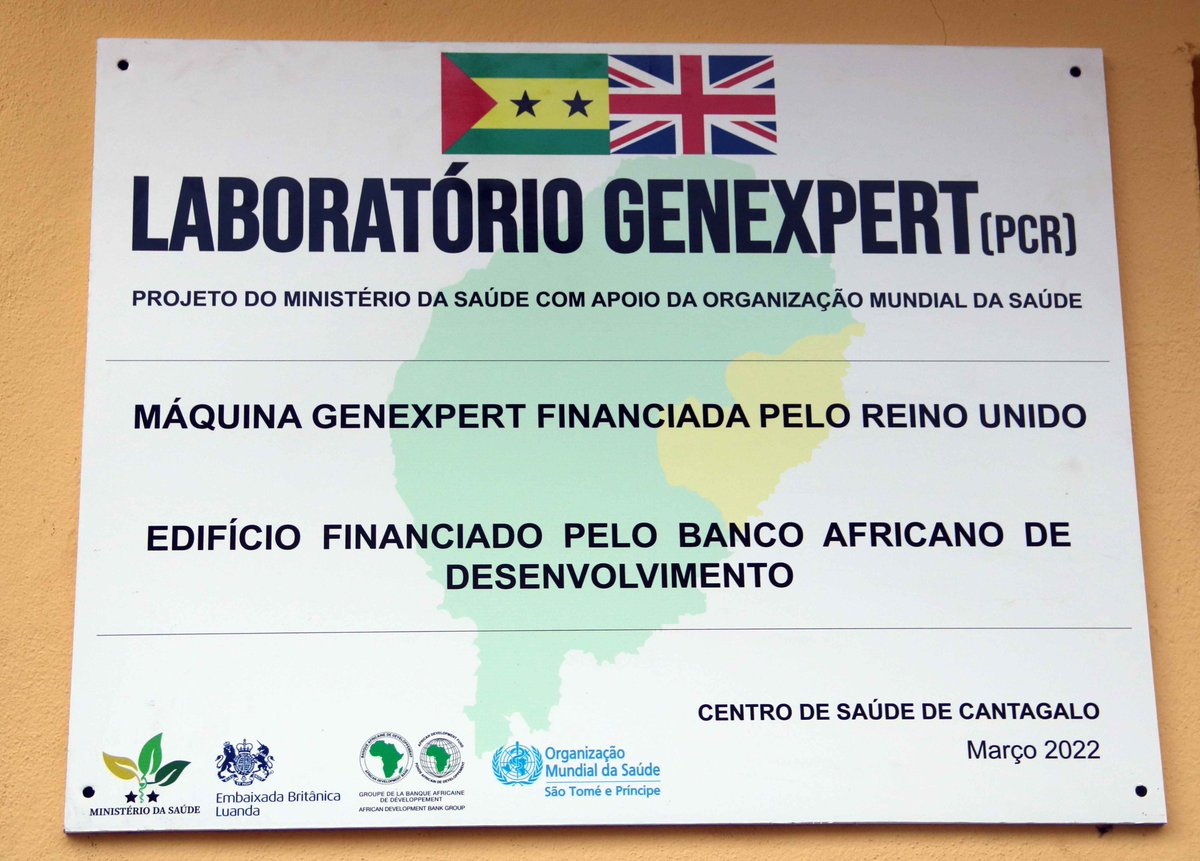 LABORATÓRIO GENEXPERT (PCR)
PROJETO DO MINISTÉRIO DA SAÚDE COM APOIO DA ORGANIZAÇÃO MUNDIAL DA SAÚDE
MÁQUINA GENEXPERT FINANCIADA PELO REINO UNIDO
EDIFÍCIO FINANCIADO PELO BANCO AFRICANO DE
DESENVOLVIMENTO
CENTRO DE SAÚDE DE CANTAGALO
Março 2022
MINISTÉRIO DA SAÚDE
Embaixada Britânica
Luanda
GROUPE DE LA BANQUE AFRICAINE
DE DÉVELOPPEMENT
AFRICAN DEVELOPMENT BANK GROUP
Organização
Mundial da Saúde
São Tomé e Príncipe